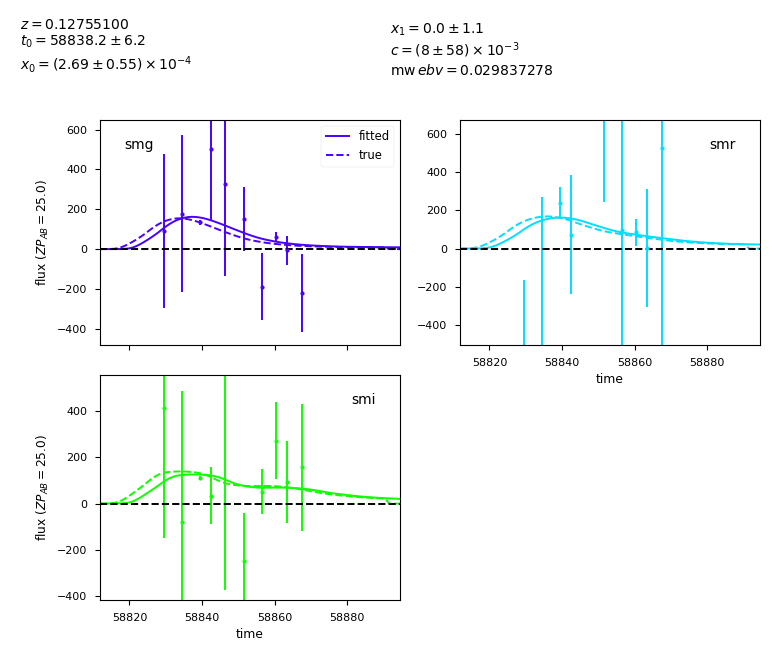 z = 0.12755100
t₀ = 58838.2 ± 6.2
x₀ = (2.69 ± 0.55) × 10⁻⁴
x₁ = 0.0 ± 1.1
c = (8 ± 58) × 10⁻³
mw ebv = 0.029837278
smg
fitted
true
600
400
200
0
−200
−400
flux (ZP_AB = 25.0)
smr
600
400
200
0
−200
−400
58820 58840 58860 58880
time
smi
400
200
0
−200
−400
flux (ZP_AB = 25.0)
58820 58840 58860 58880
time